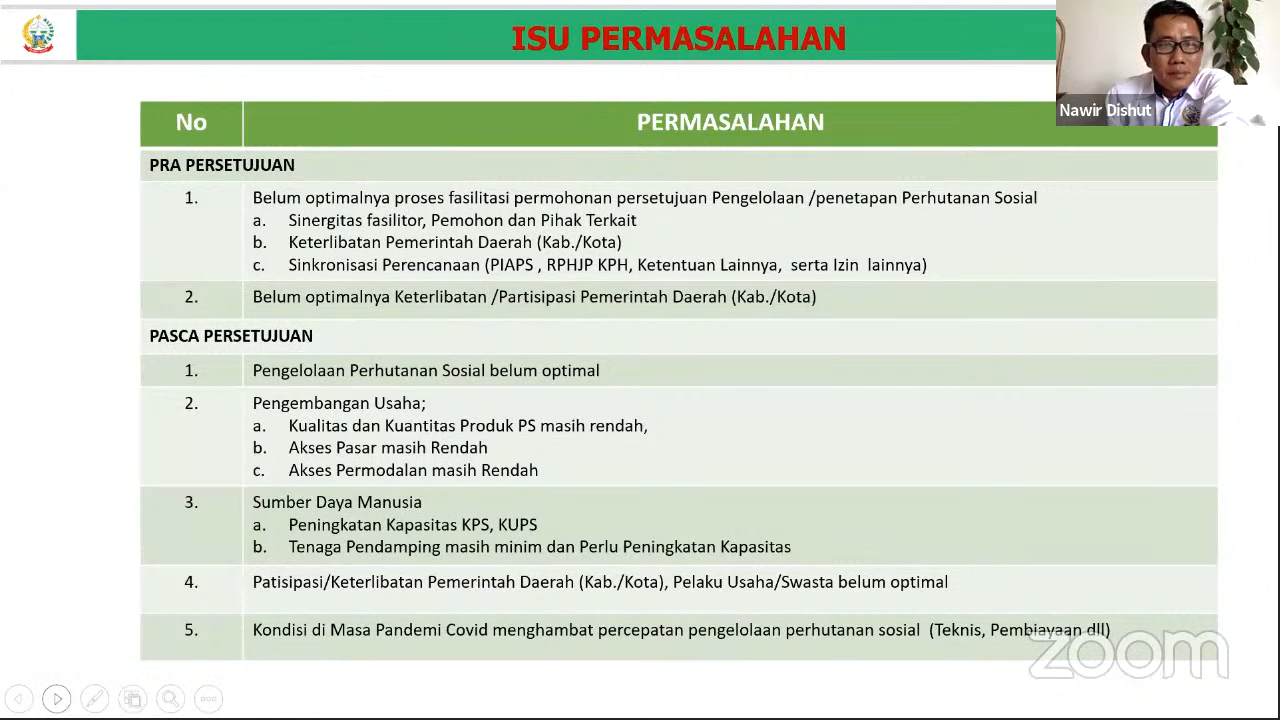 ISU PERMASALAHAN
Nawir Dishut
No PERMASALAHAN
PRA PERSETUJUAN
1. Belum optimalnya proses fasilitasi permohonan persetujuan Pengelolaan /penetapan Perhutanan Sosial
a. Sinergitas fasilitor, Pemohon dan Pihak Terkait
b. Keterlibatan Pemerintah Daerah (Kab./Kota)
c. Sinkronisasi Perencanaan (PIAPS , RPHJP KPH, Ketentuan Lainnya, serta Izin lainnya)
2. Belum optimalnya Keterlibatan /Partisipasi Pemerintah Daerah (Kab./Kota)
PASCA PERSETUJUAN
1. Pengelolaan Perhutanan Sosial belum optimal
2. Pengembangan Usaha;
a. Kualitas dan Kuantitas Produk PS masih rendah,
b. Akses Pasar masih Rendah
c. Akses Permodalan masih Rendah
3. Sumber Daya Manusia
a. Peningkatan Kapasitas KPS, KUPS
b. Tenaga Pendamping masih minim dan Perlu Peningkatan Kapasitas
4. Patisipasi/Keterlibatan Pemerintah Daerah (Kab./Kota), Pelaku Usaha/Swasta belum optimal
5. Kondisi di Masa Pandemi Covid menghambat percepatan pengelolaan perhutanan sosial (Teknis, Pembiayaan dll)
zoom